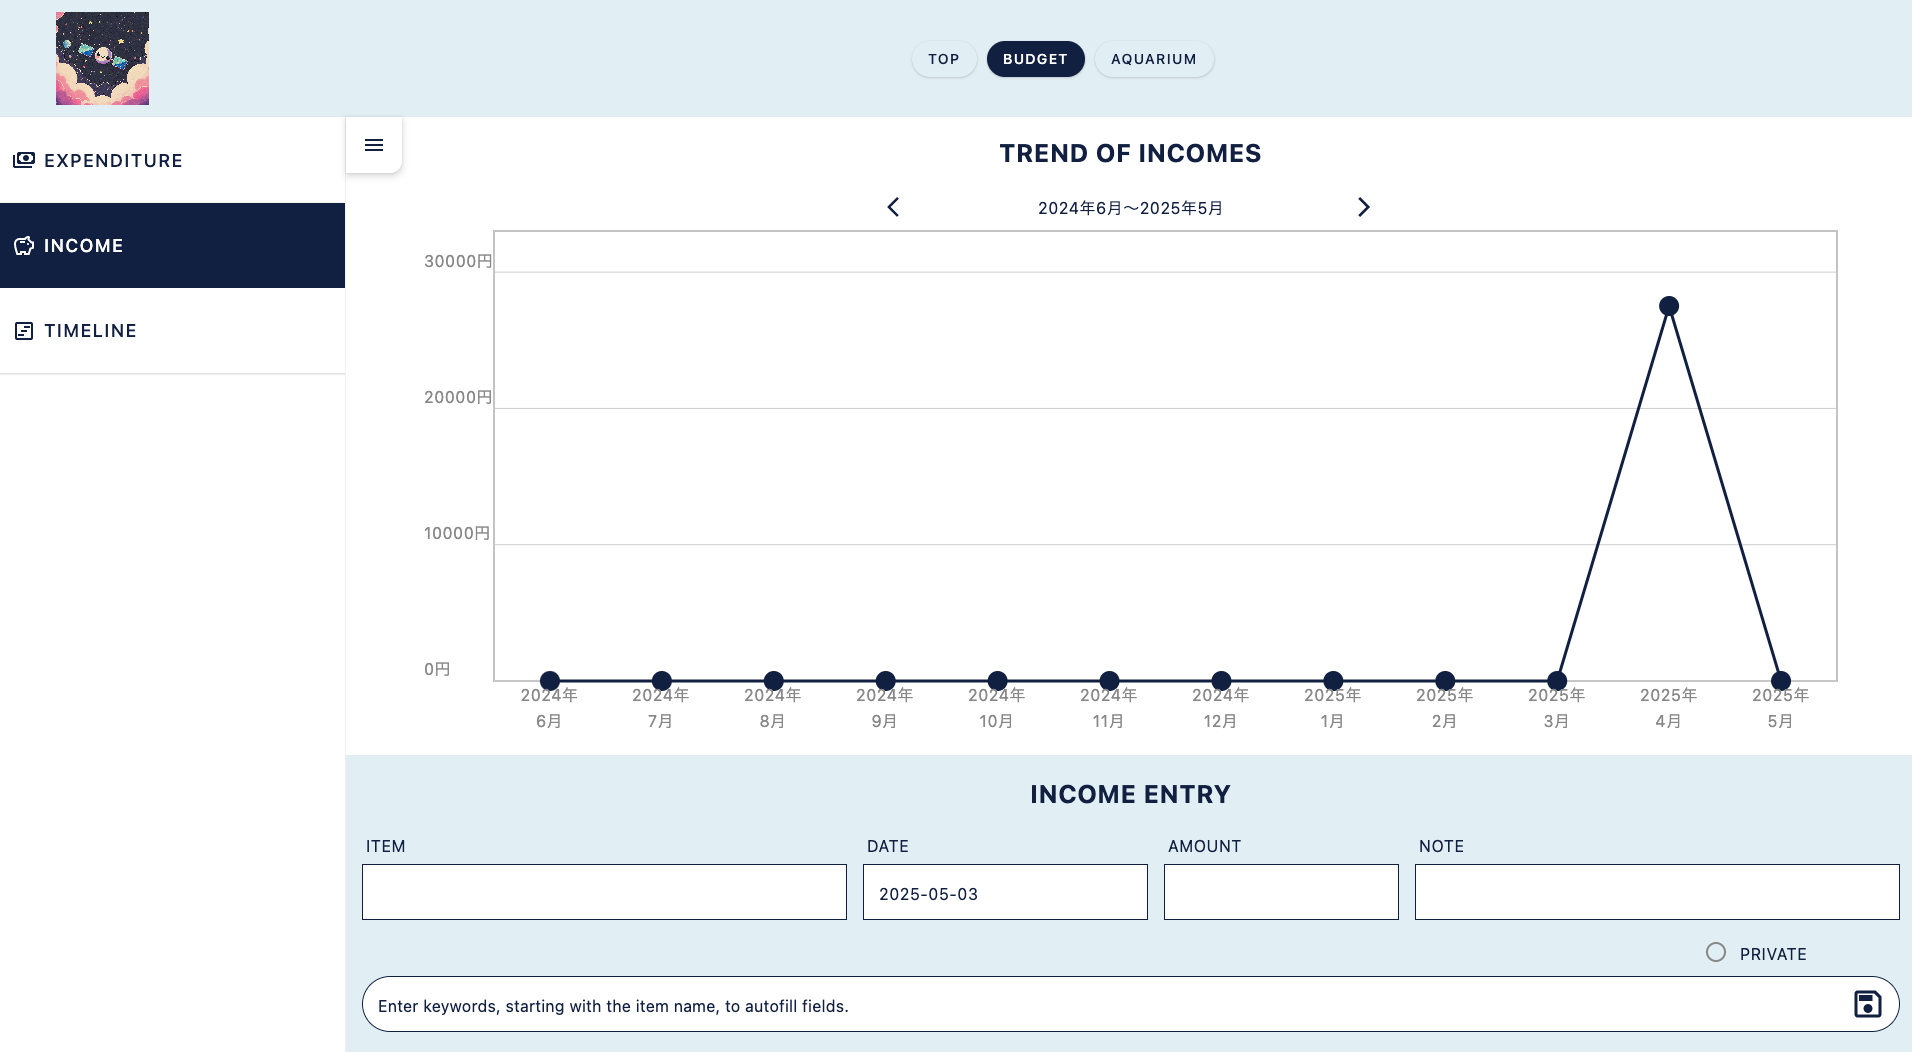 TOP
BUDGET
AQUARIUM
EXPENDITURE
INCOME
TIMELINE
TREND OF INCOMES
2024年6月～2025年5月
30000円
20000円
10000円
0円
2024年
6月
2024年
7月
2024年
8月
2024年
9月
2024年
10月
2024年
11月
2024年
12月
2025年
1月
2025年
2月
2025年
3月
2025年
4月
2025年
5月
INCOME ENTRY
ITEM
DATE
AMOUNT
NOTE
2025-05-03
PRIVATE
Enter keywords, starting with the item name, to autofill fields.